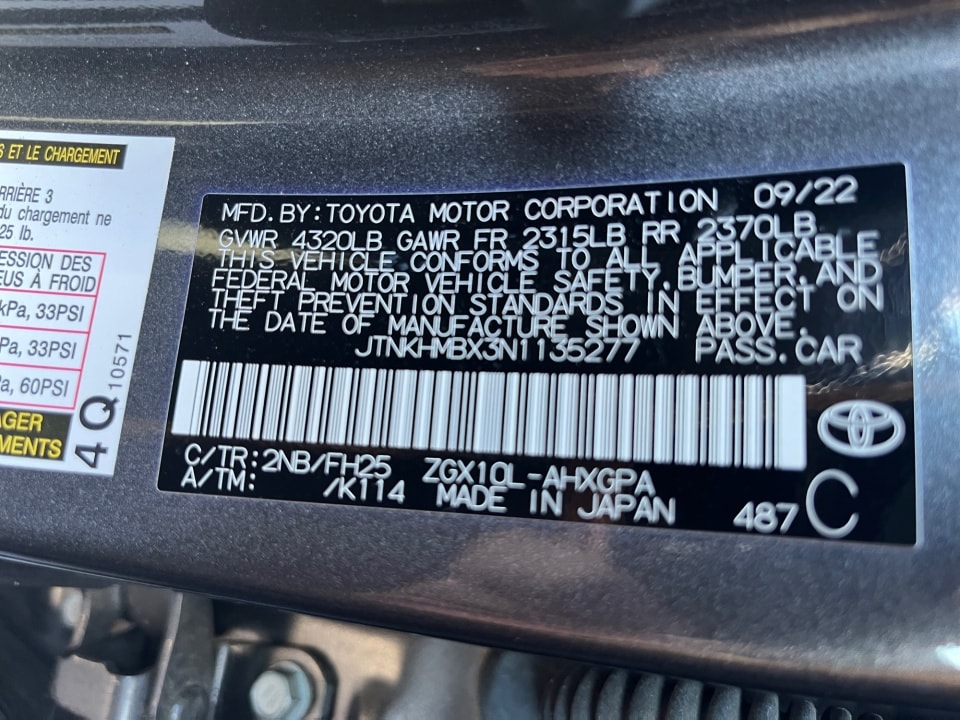 S ET LE CHARGEMENT
RRIÈRE 3
du chargement ne
25 lb.
ESSION DES
EUS À FROID
kPa, 33PSI
Pa, 33PSI
a, 60PSI
AGER
MENTS
4Q 10571
MFD. BY: TOYOTA MOTOR CORPORATION 09/22
GVWR 4320LB GAWR FR 2315LB RR 2370LB
THIS VEHICLE CONFORMS TO ALL APPLICABLE
FEDERAL MOTOR VEHICLE SAFETY, BUMPER, AND
THEFT PREVENTION STANDARDS IN EFFECT ON
THE DATE OF MANUFACTURE SHOWN ABOVE.
JTNKHMBX3N1135277 PASS.CAR
C/TR: 2NB/FH25 ZGX10L-AHXGPA
A/TM: /K114 MADE IN JAPAN 487 C